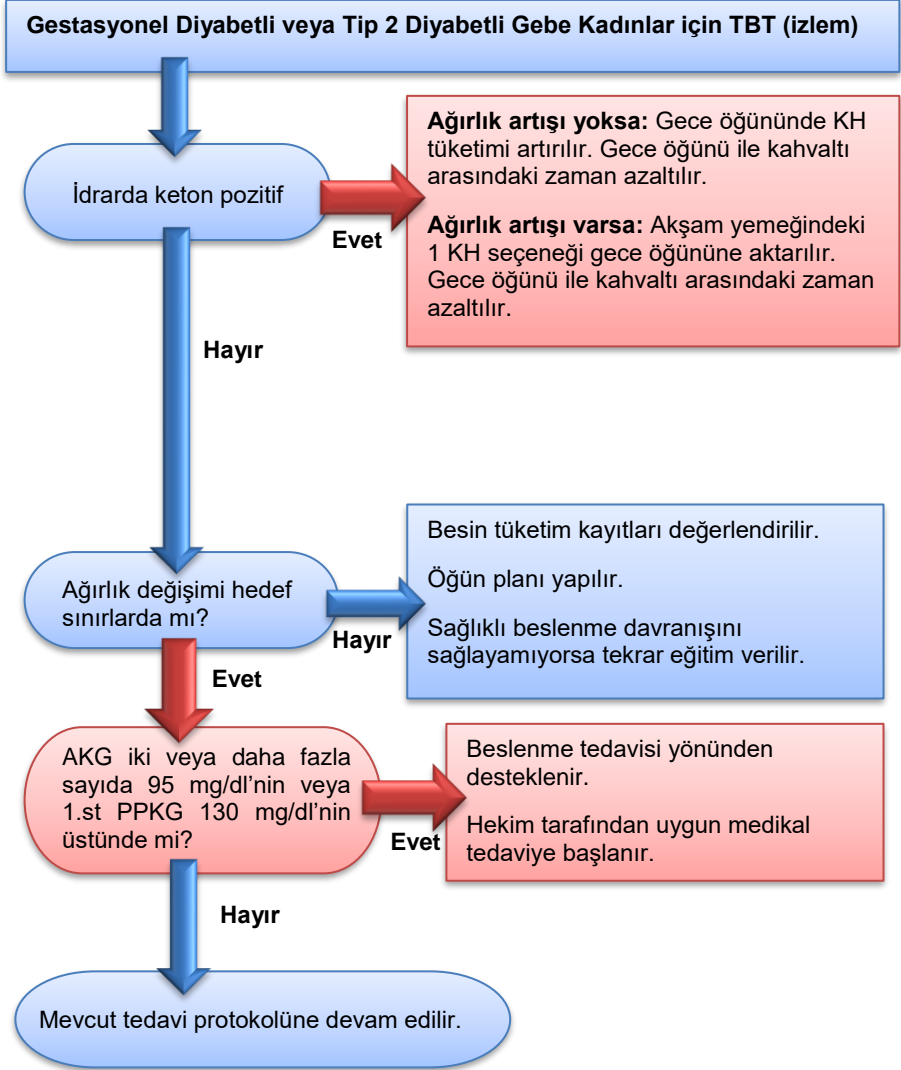 Gestasyonel Diyabetli veya Tip 2 Diyabetli Gebe Kadınlar için TBT (izlem)
İdrarda keton pozitif
Evet
Ağırlık artışı yoksa: Gece öğününde KH
tüketimi artırılır. Gece öğünü ile kahvaltı
arasındaki zaman azaltılır.
Ağırlık artışı varsa: Akşam yemeğindeki
1 KH seçeneği gece öğününe aktarılır.
Gece öğünü ile kahvaltı arasındaki zaman
azaltılır.
Hayır
Ağırlık değişimi hedef
sınırlarda mı?
Hayır
Besin tüketim kayıtları değerlendirilir.
Öğün planı yapılır.
Sağlıklı beslenme davranışını
sağlayamıyorsa tekrar eğitim verilir.
Evet
AKG iki veya daha fazla
sayıda 95 mg/dl’nin veya
1.st PPKG 130 mg/dl’nin
üstünde mi?
Evet
Beslenme tedavisi yönünden
desteklenir.
Hekim tarafından uygun medikal
tedaviye başlanır.
Hayır
Mevcut tedavi protokolüne devam edilir.